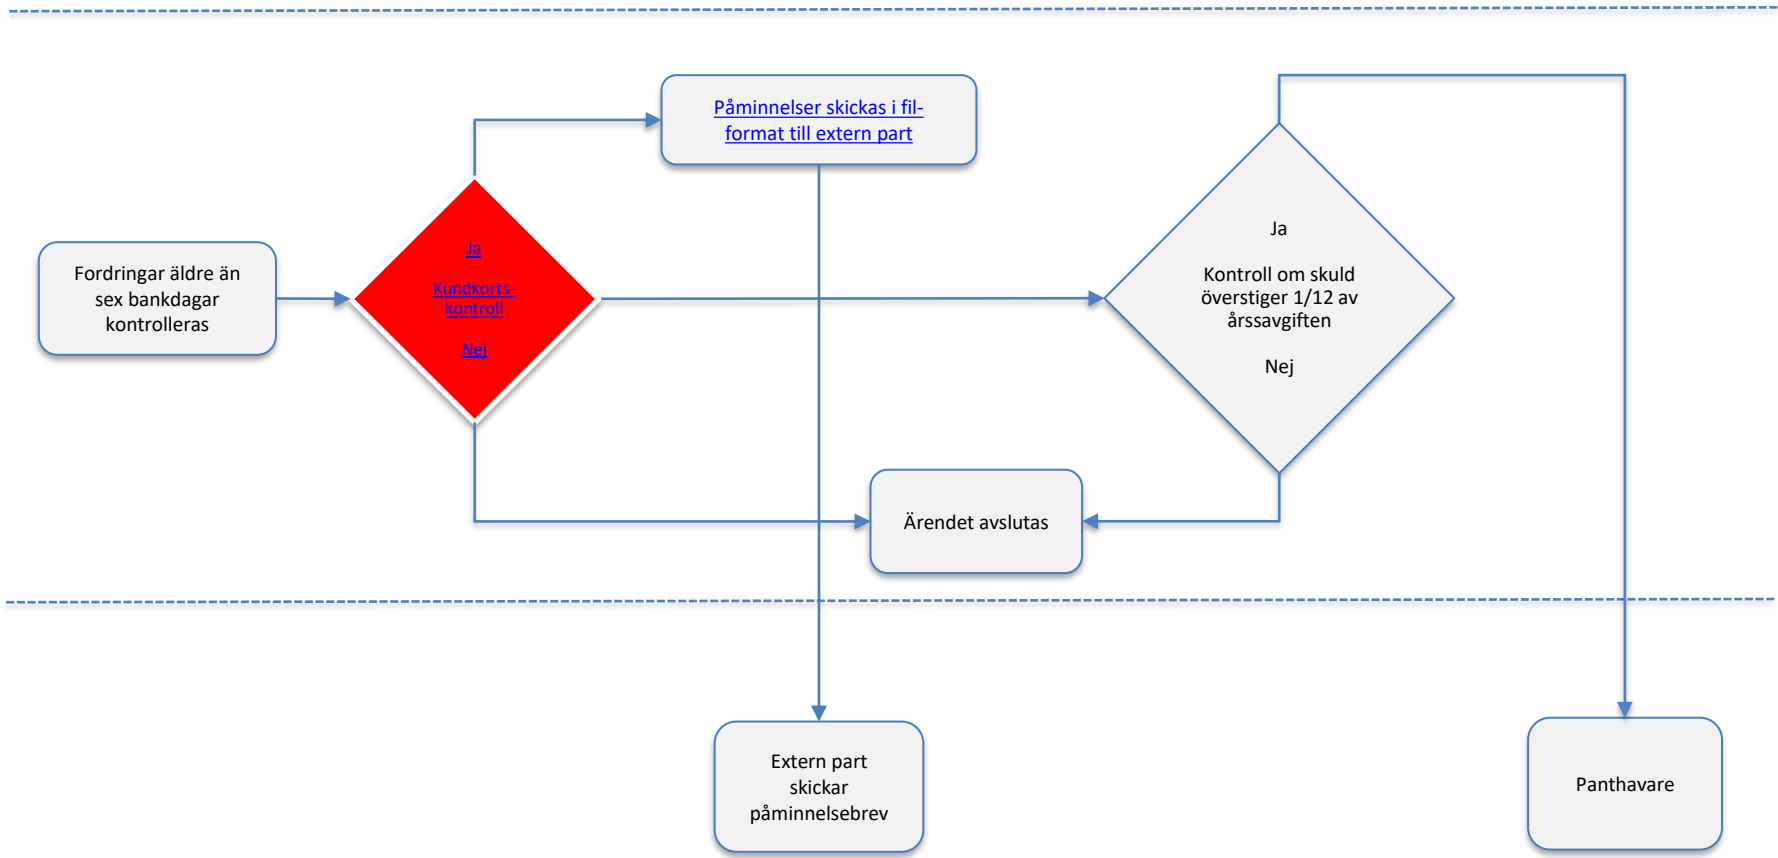 Påminnelser skickas i fil-
format till extern part
Fordringar äldre än
sex bankdagar
kontrolleras
Ja
Kundkorts-
kontroll
Nej
Ja
Kontroll om skuld
överstiger 1/12 av
årssavgiften
Nej
Ärendet avslutas
Extern part
skickar
påminnelsebrev
Panthavare